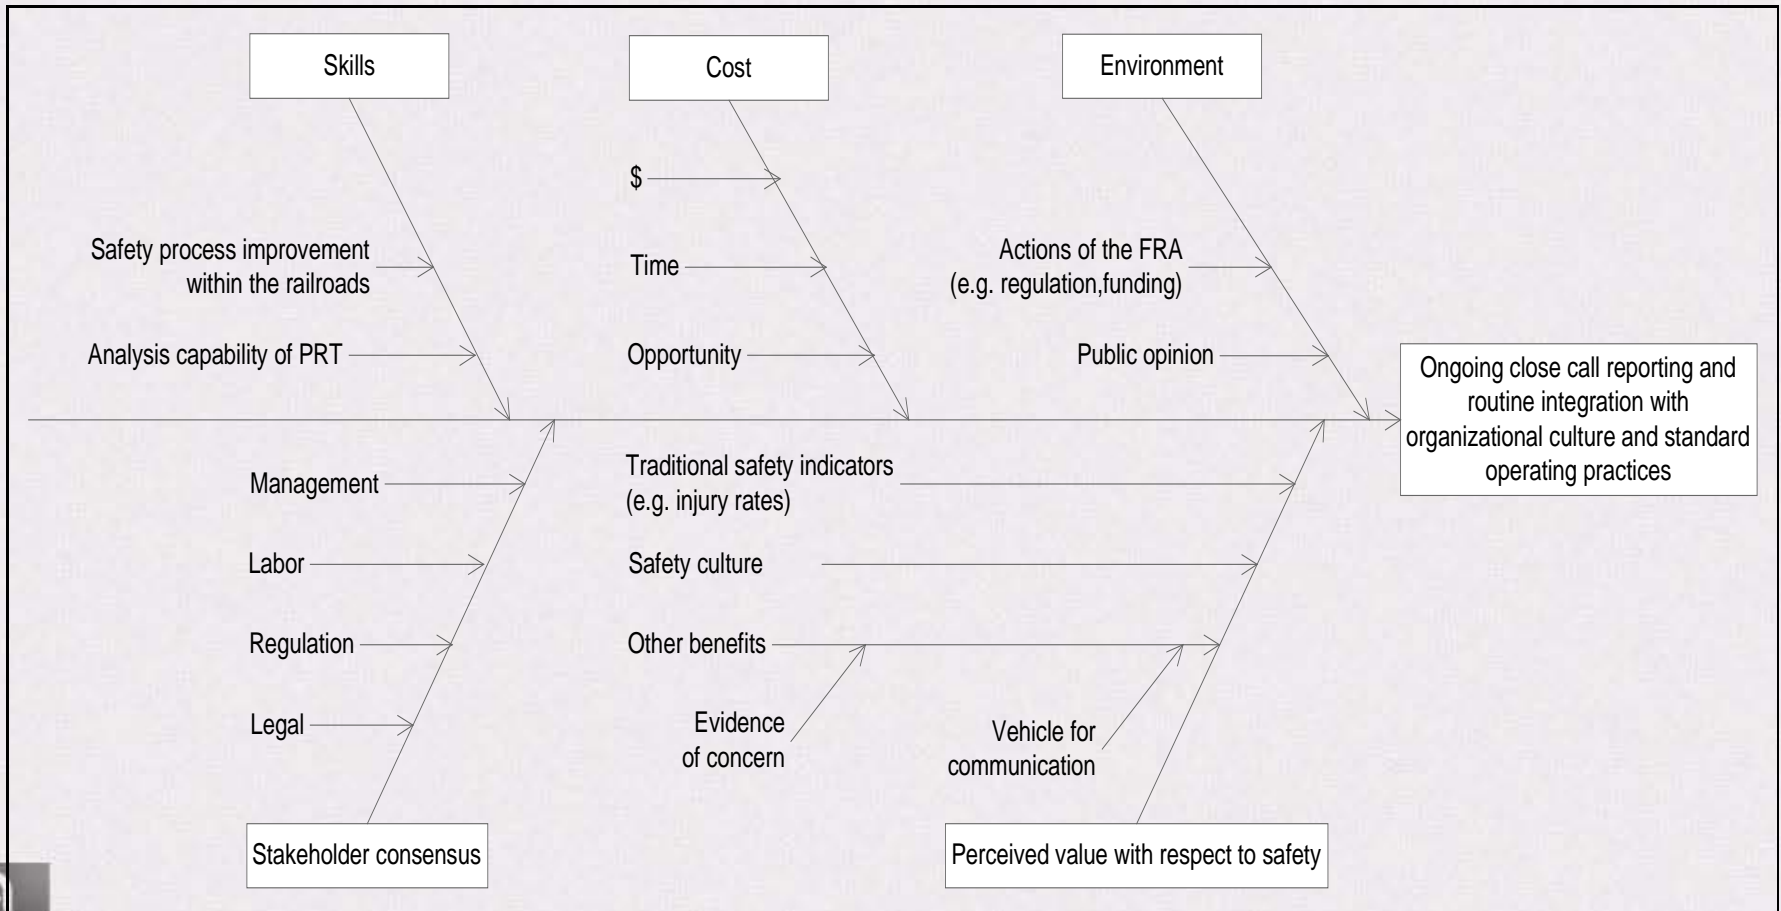 Skills
Cost
Environment
$
Safety process improvement
within the railroads
Time
Actions of the FRA
(e.g. regulation,funding)
Analysis capability of PRT
Opportunity
Public opinion
Ongoing close call reporting and
routine integration with
organizational culture and standard
operating practices
Management
Traditional safety indicators
(e.g. injury rates)
Labor
Safety culture
Regulation
Other benefits
Legal
Evidence
of concern
Vehicle for
communication
Stakeholder consensus
Perceived value with respect to safety